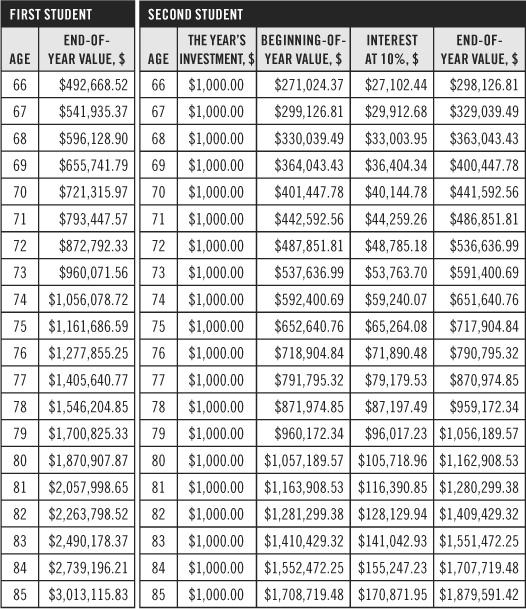 FIRST STUDENT SECOND STUDENT
AGE END-OF-YEAR VALUE, $ AGE THE YEAR'S INVESTMENT, $ BEGINNING-OF-YEAR VALUE, $ INTEREST AT 10%, $ END-OF-YEAR VALUE, $
66 $492,668.52 66 $1,000.00 $271,024.37 $27,102.44 $298,126.81
67 $541,935.37 67 $1,000.00 $299,126.81 $29,912.68 $329,039.49
68 $596,128.90 68 $1,000.00 $330,039.49 $33,003.95 $363,043.43
69 $655,741.79 69 $1,000.00 $364,043.43 $36,404.34 $400,447.78
70 $721,315.97 70 $1,000.00 $401,447.78 $40,144.78 $441,592.56
71 $793,447.57 71 $1,000.00 $442,592.56 $44,259.26 $486,851.81
72 $872,792.33 72 $1,000.00 $487,851.81 $48,785.18 $536,636.99
73 $960,071.56 73 $1,000.00 $537,636.99 $53,763.70 $591,400.69
74 $1,056,078.72 74 $1,000.00 $592,400.69 $59,240.07 $651,640.76
75 $1,161,686.59 75 $1,000.00 $652,640.76 $65,264.08 $717,904.84
76 $1,277,855.25 76 $1,000.00 $718,904.84 $71,890.48 $790,795.32
77 $1,405,640.77 77 $1,000.00 $791,795.32 $79,179.53 $870,974.85
78 $1,546,204.85 78 $1,000.00 $871,974.85 $87,197.49 $959,172.34
79 $1,700,825.33 79 $1,000.00 $960,172.34 $96,017.23 $1,056,189.57
80 $1,870,907.87 80 $1,000.00 $1,057,189.57 $105,718.96 $1,162,908.53
81 $2,057,998.65 81 $1,000.00 $1,163,908.53 $116,390.85 $1,280,299.38
82 $2,263,798.52 82 $1,000.00 $1,281,299.38 $128,129.94 $1,409,429.32
83 $2,490,178.37 83 $1,000.00 $1,410,429.32 $141,042.93 $1,551,472.25
84 $2,739,196.21 84 $1,000.00 $1,552,472.25 $155,247.23 $1,707,719.48
85 $3,013,115.83 85 $1,000.00 $1,708,719.48 $170,871.95 $1,879,591.42